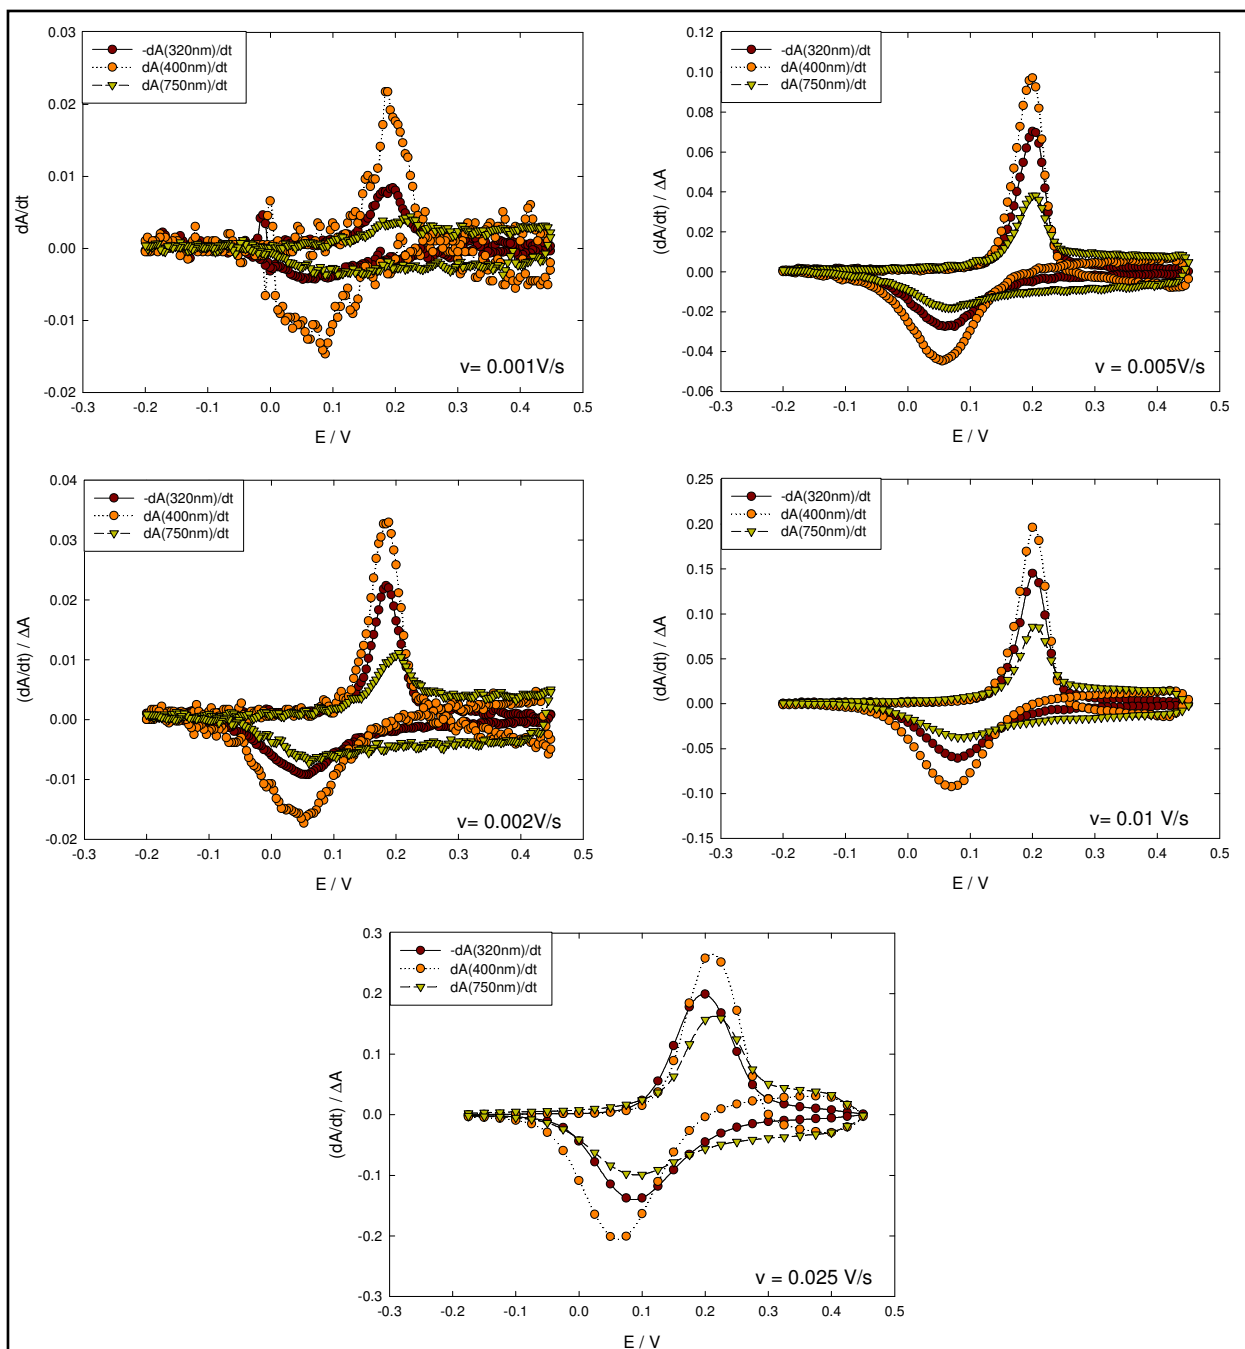 0.03
-dA(320nm)/dt
dA(400nm)/dt
dA(750nm)/dt
0.02
0.01
0.00
-0.01
-0.02
dA/dt
v= 0.001V/s
-0.3 -0.2 -0.1 0.0 0.1 0.2 0.3 0.4 0.5
E / V
0.12
-dA(320nm)/dt
dA(400nm)/dt
dA(750nm)/dt
0.10
0.08
0.06
0.04
0.02
0.00
-0.02
-0.04
-0.06
(dA/dt) / ΔA
v= 0.005V/s
-0.3 -0.2 -0.1 0.0 0.1 0.2 0.3 0.4 0.5
E / V
0.04
-dA(320nm)/dt
dA(400nm)/dt
dA(750nm)/dt
0.03
0.02
0.01
0.00
-0.01
-0.02
(dA/dt) / ΔA
v= 0.002V/s
-0.3 -0.2 -0.1 0.0 0.1 0.2 0.3 0.4 0.5
E / V
0.25
-dA(320nm)/dt
dA(400nm)/dt
dA(750nm)/dt
0.20
0.15
0.10
0.05
0.00
-0.05
-0.10
-0.15
(dA/dt) / ΔA
v= 0.01 V/s
-0.3 -0.2 -0.1 0.0 0.1 0.2 0.3 0.4 0.5
E / V
0.3
-dA(320nm)/dt
dA(400nm)/dt
dA(750nm)/dt
0.2
0.1
0.0
-0.1
-0.2
-0.3
(dA/dt) / ΔA
v = 0.025 V/s
-0.3 -0.2 -0.1 0.0 0.1 0.2 0.3 0.4 0.5
E / V